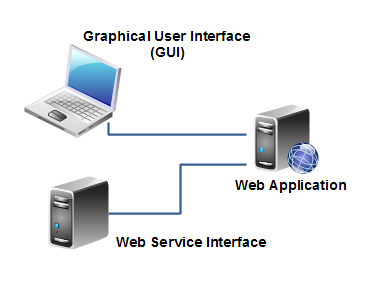 Graphical User Interface
(GUI)
Web Application
Web Service Interface